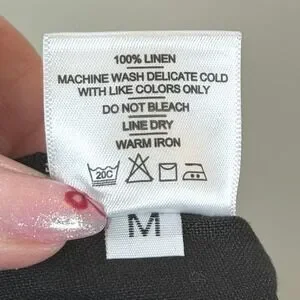 100% LINEN
MACHINE WASH DELICATE COLD
WITH LIKE COLORS ONLY
DO NOT BLEACH
LINE DRY
WARM IRON
20C
M